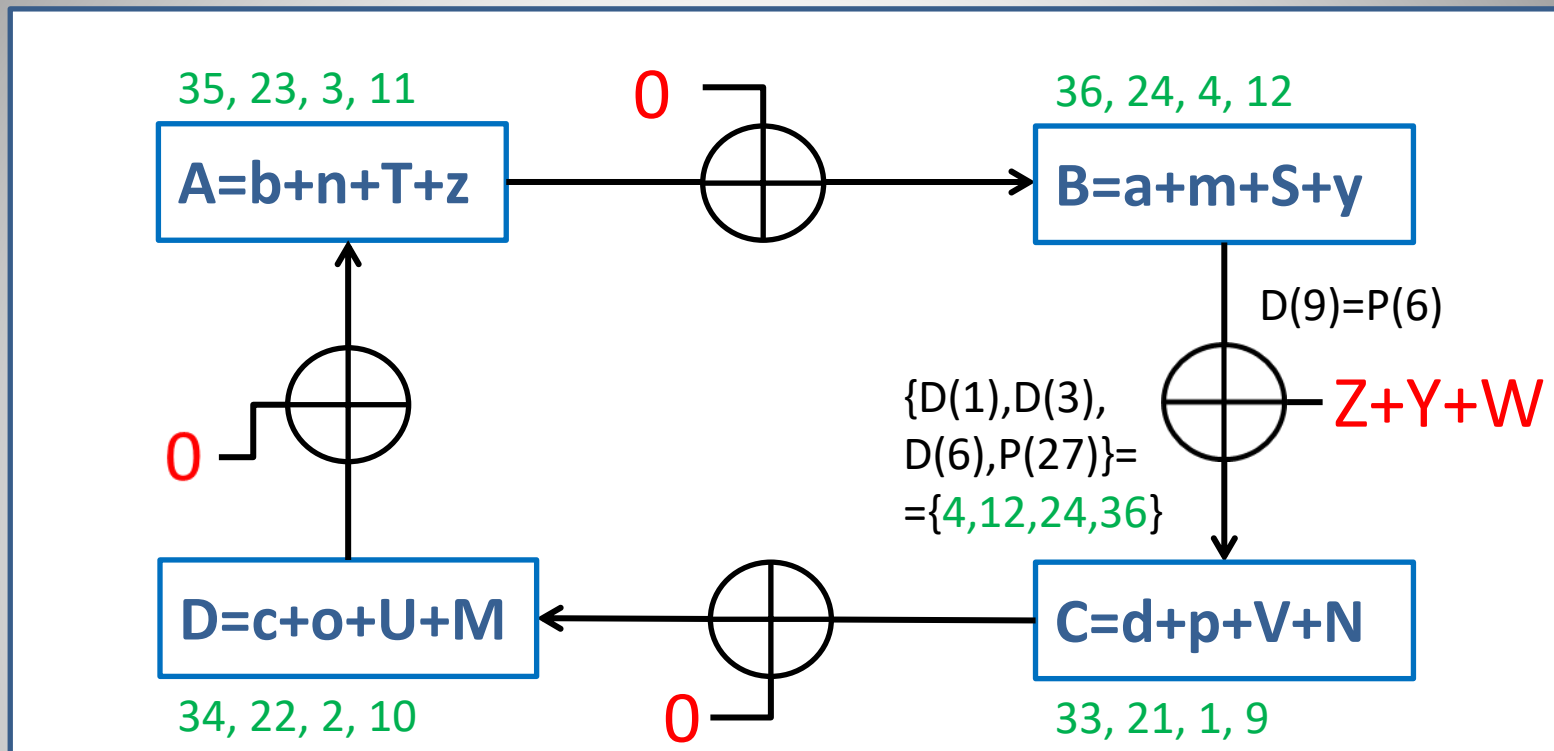 35, 23, 3, 11
0
36, 24, 4, 12
A=b+n+T+z
B=a+m+S+y
D(9)=P(6)
{D(1),D(3),
D(6),P(27)}=
={4,12,24,36}
Z+Y+W
0
D=c+o+U+M
C=d+p+V+N
34, 22, 2, 10
0
33, 21, 1, 9